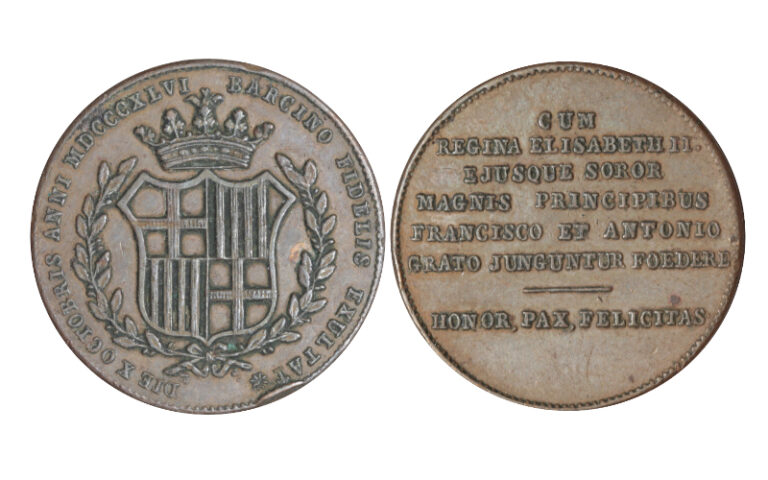 DIE X OCTOBRIS ANNI MDCCCXLVI BARCINO FIDELIS EXULTAT
CUM
REGINA ELISABETH II.
EJUSQUE SOROR
MAGNIS PRINCIPIBUS
FRANCISCO ET ANTONIO
GRATO JUNGUNTUR FOEDERE
HONOR, PAX, FELICITAS